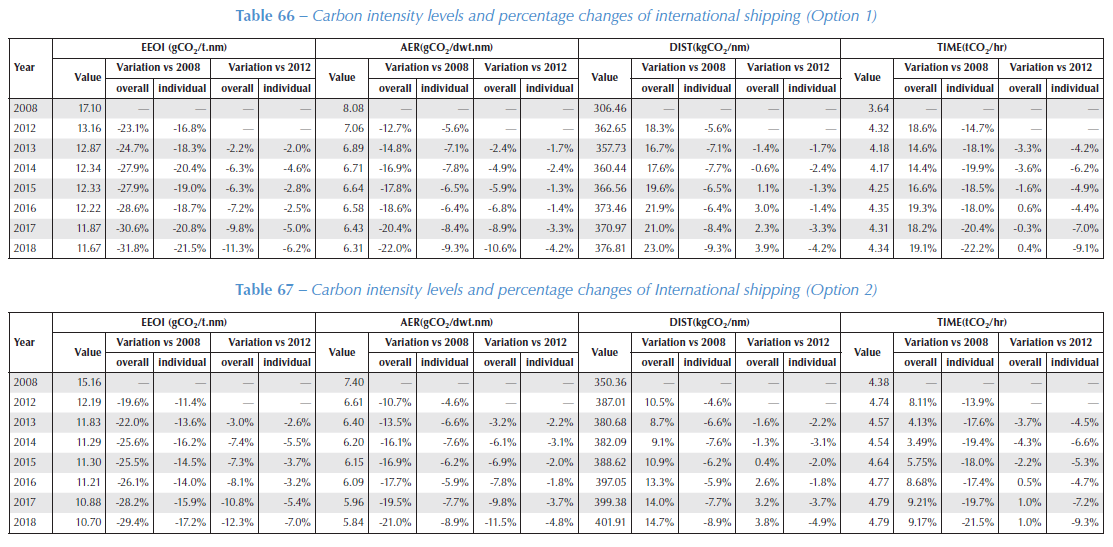 Table 66 – Carbon intensity levels and percentage changes of international shipping (Option 1)
EEOI (gCO₂/t.nm) AER(gCO₂/dwt.nm) DIST(kgCO₂/nm) TIME(tCO₂/hr)
Year Value Variation vs 2008 Variation vs 2012 Value Variation vs 2008 Variation vs 2012 Value Variation vs 2008 Variation vs 2012 Value Variation vs 2008 Variation vs 2012
overall individual overall individual overall individual overall individual overall individual overall individual overall individual overall individual
2008 17.10 — — — — 8.08 — — — — 306.46 — — — — 3.64 — — — —
2012 13.16 -23.1% -16.8% — — 7.06 -12.7% -5.6% — — 362.65 18.3% -5.6% — — 4.32 18.6% -14.7% — —
2013 12.87 -24.7% -18.3% -2.2% -2.0% 6.89 -14.8% -7.1% -2.4% -1.7% 357.73 16.7% -7.1% -1.4% -1.7% 4.18 14.6% -18.1% -3.3% -4.2%
2014 12.34 -27.9% -20.4% -6.3% -4.6% 6.71 -16.9% -7.8% -4.9% -2.4% 360.44 17.6% -7.7% -0.6% -2.4% 4.17 14.4% -19.9% -3.6% -6.2%
2015 12.33 -27.9% -19.0% -6.3% -2.8% 6.64 -17.8% -6.5% -5.9% -1.3% 366.56 19.6% -6.5% 1.1% -1.3% 4.25 16.6% -18.5% -1.6% -4.9%
2016 12.22 -28.6% -18.7% -7.2% -2.5% 6.58 -18.6% -6.4% -6.8% -1.4% 373.46 21.9% -6.4% 3.0% -1.4% 4.35 19.3% -18.0% 0.6% -4.4%
2017 11.87 -30.6% -20.8% -9.8% -5.0% 6.43 -20.4% -8.4% -8.9% -3.3% 370.97 21.0% -8.4% 2.3% -3.3% 4.31 18.2% -20.4% -0.3% -7.0%
2018 11.67 -31.8% -21.5% -11.3% -6.2% 6.31 -22.0% -9.3% -10.6% -4.2% 376.81 23.0% -9.3% 3.9% -4.2% 4.34 19.1% -22.2% 0.4% -9.1%
Table 67 – Carbon intensity levels and percentage changes of International shipping (Option 2)
EEOI (gCO₂/t.nm) AER(gCO₂/dwt.nm) DIST(kgCO₂/nm) TIME(tCO₂/hr)
Year Value Variation vs 2008 Variation vs 2012 Value Variation vs 2008 Variation vs 2012 Value Variation vs 2008 Variation vs 2012 Value Variation vs 2008 Variation vs 2012
overall individual overall individual overall individual overall individual overall individual overall individual overall individual overall individual
2008 15.16 — — — — 7.40 — — — — 350.36 — — — — 4.38 — — — —
2012 12.19 -19.6% -11.4% — — 6.61 -10.7% -4.6% — — 387.01 10.5% -4.6% — — 4.74 8.11% -13.9% — —
2013 11.83 -22.0% -13.6% -3.0% -2.6% 6.40 -13.5% -6.6% -3.2% -2.2% 380.68 8.7% -6.6% -1.6% -2.2% 4.57 4.13% -17.6% -3.7% -4.5%
2014 11.29 -25.6% -16.2% -7.4% -5.5% 6.20 -16.1% -7.6% -6.1% -3.1% 382.09 9.1% -7.6% -1.3% -3.1% 4.54 3.49% -19.4% -4.3% -6.6%
2015 11.30 -25.5% -14.5% -7.3% -3.7% 6.15 -16.9% -6.2% -6.9% -2.0% 388.62 10.9% -6.2% 0.4% -2.0% 4.64 5.75% -18.0% -2.2% -5.3%
2016 11.21 -26.1% -14.0% -8.1% -3.2% 6.09 -17.7% -5.9% -7.8% -1.8% 397.05 13.3% -5.9% 2.6% -1.8% 4.77 8.68% -17.4% 0.5% -4.7%
2017 10.88 -28.2% -15.9% -10.8% -5.4% 5.96 -19.5% -7.7% -9.8% -3.7% 399.38 14.0% -7.7% 3.2% -3.7% 4.79 9.21% -19.7% 1.0% -7.2%
2018 10.70 -29.4% -17.2% -12.3% -7.0% 5.84 -21.0% -8.9% -11.5% -4.8% 401.91 14.7% -8.9% 3.8% -4.9% 4.79 9.17% -21.5% 1.0% -9.3%